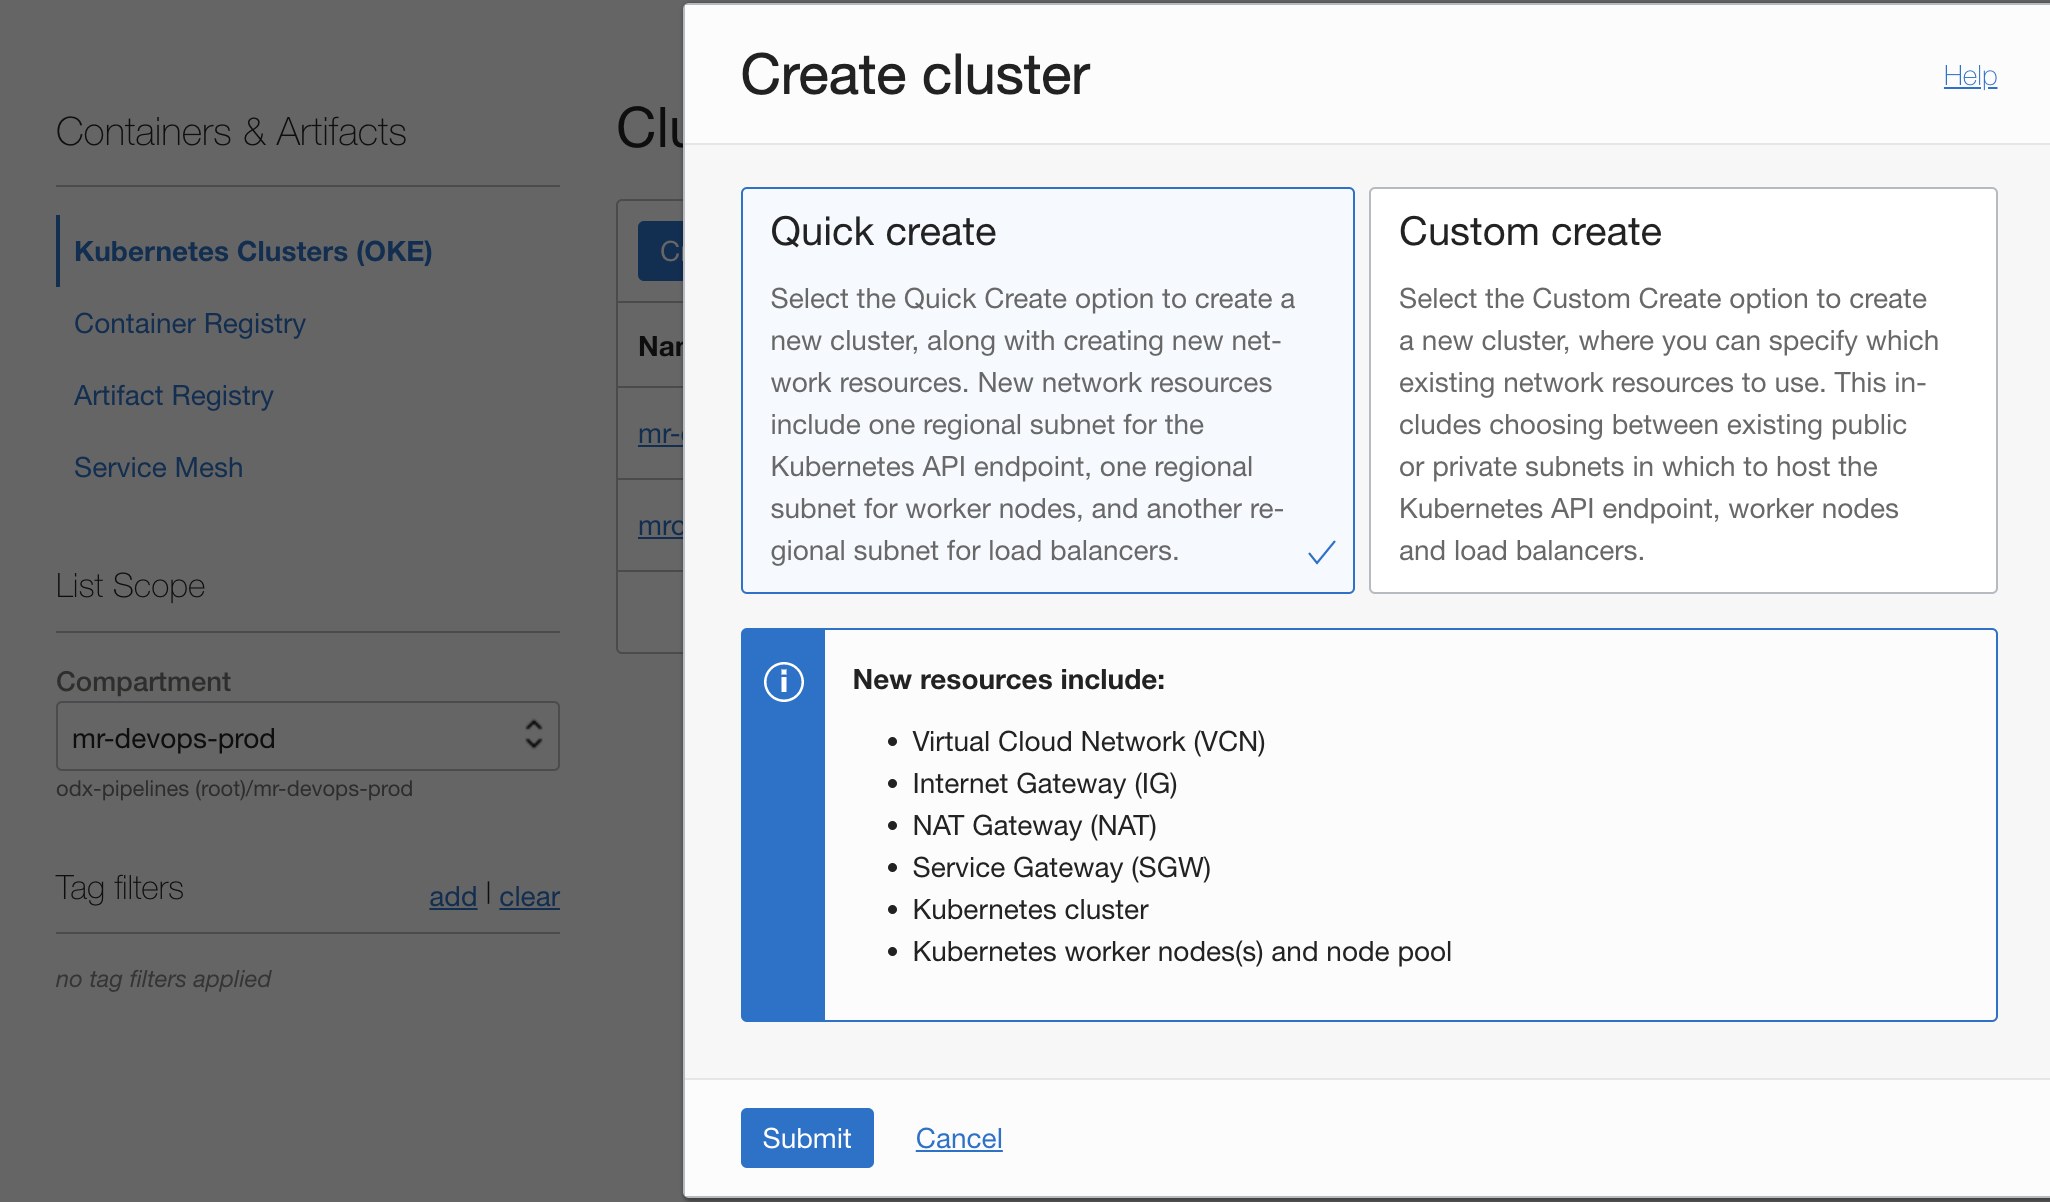 Containers & Artifacts
Kubernetes Clusters (OKE)
Container Registry
Artifact Registry
Service Mesh
List Scope
Compartment
mr-devops-prod
odx-pipelines (root)/mr-devops-prod
Tag filters
add | clear
no tag filters applied
Create cluster
Help
Quick create
Select the Quick Create option to create a
new cluster, along with creating new net-
work resources. New network resources
include one regional subnet for the
Kubernetes API endpoint, one regional
subnet for worker nodes, and another re-
gional subnet for load balancers.
Custom create
Select the Custom Create option to create
a new cluster, where you can specify which
existing network resources to use. This in-
cludes choosing between existing public
or private subnets in which to host the
Kubernetes API endpoint, worker nodes
and load balancers.
New resources include:
• Virtual Cloud Network (VCN)
• Internet Gateway (IG)
• NAT Gateway (NAT)
• Service Gateway (SGW)
• Kubernetes cluster
• Kubernetes worker nodes(s) and node pool
Submit
Cancel